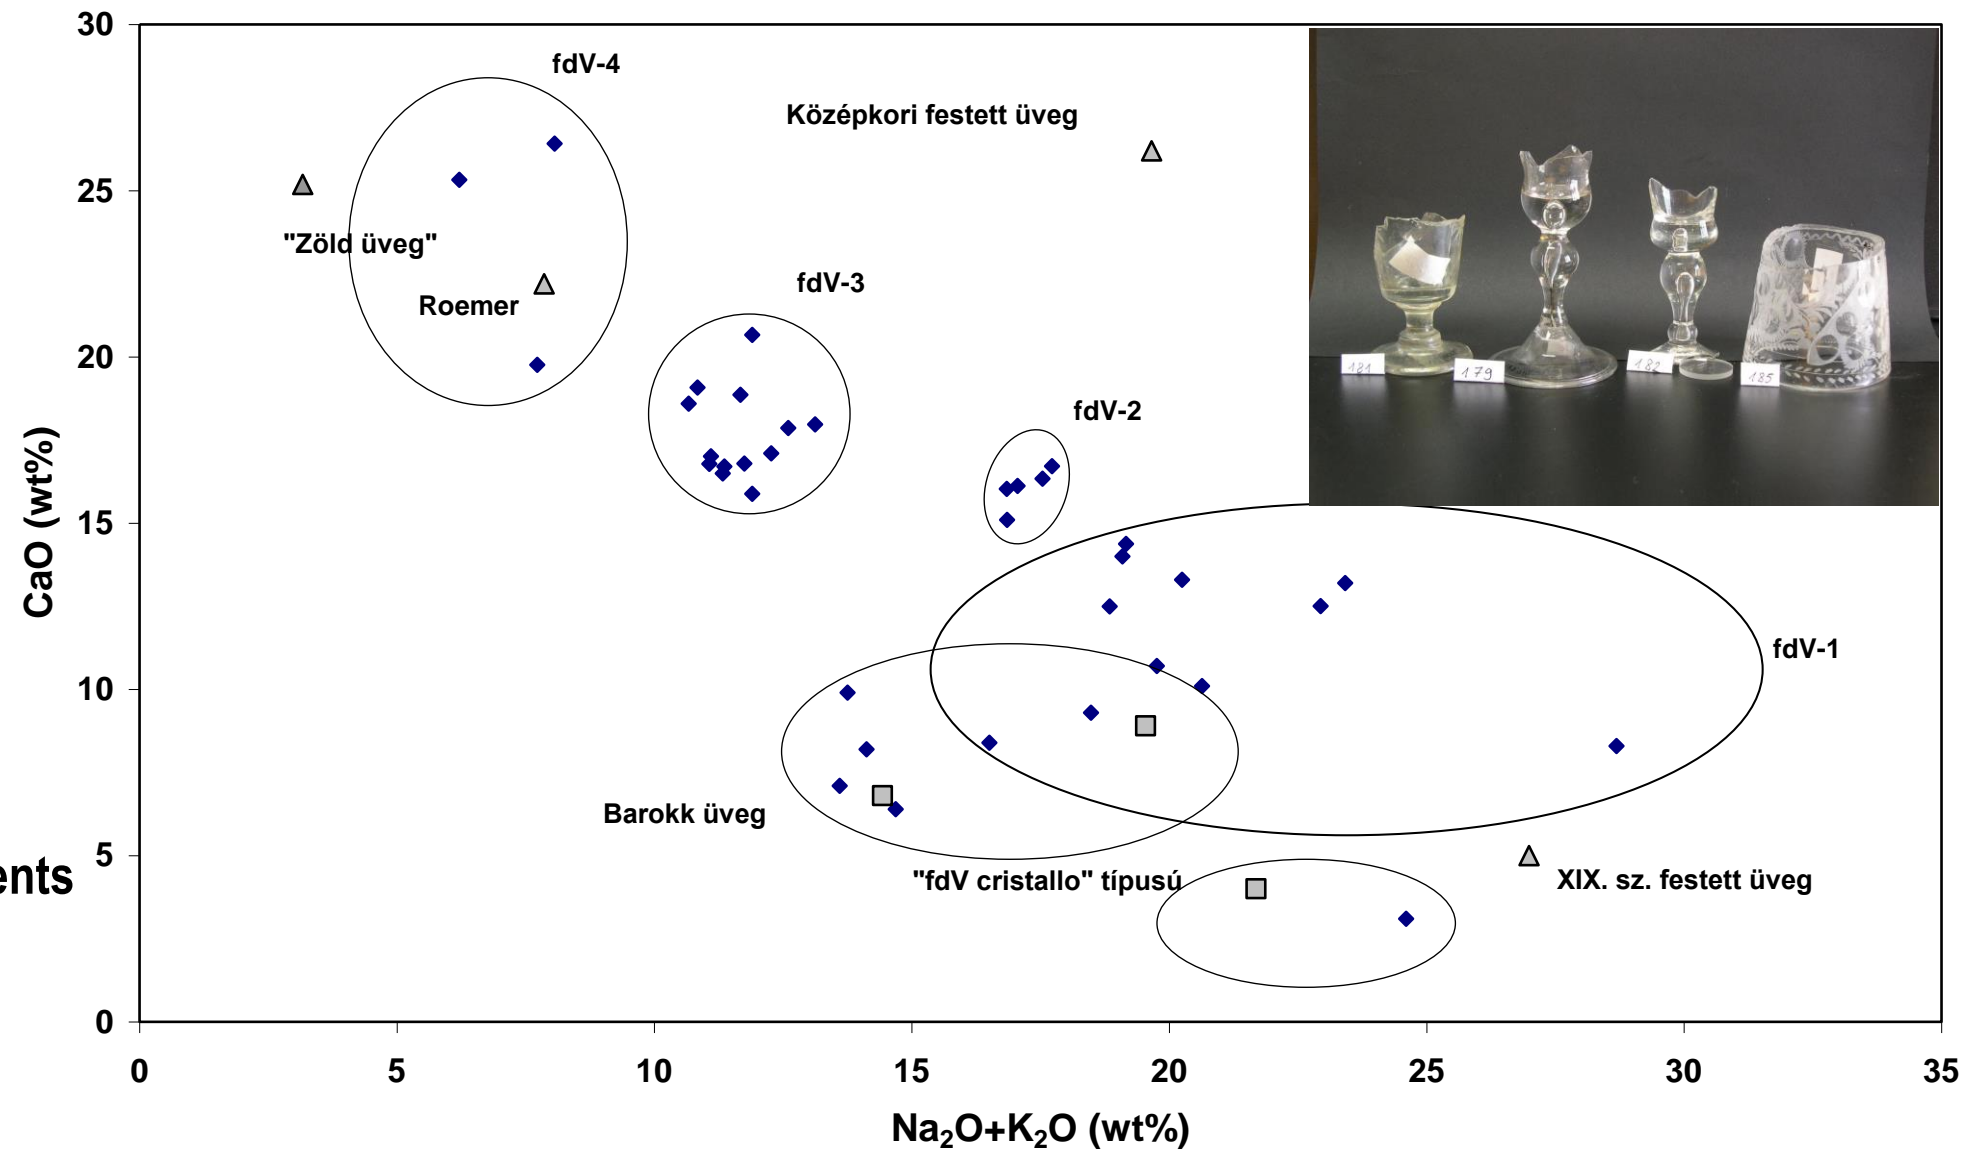 30
fdV-4
Középkori festett üveg
25
"Zöld üveg"
Roemer
fdV-3
181
179
182
185
20
fdV-2
CaO (wt%)
15
fdV-1
10
Barokk üveg
ents
5
"fdV cristallo" típusú
XIX. sz. festett üveg
0
0 5 10 15 20 25 30 35
Na₂O+K₂O (wt%)